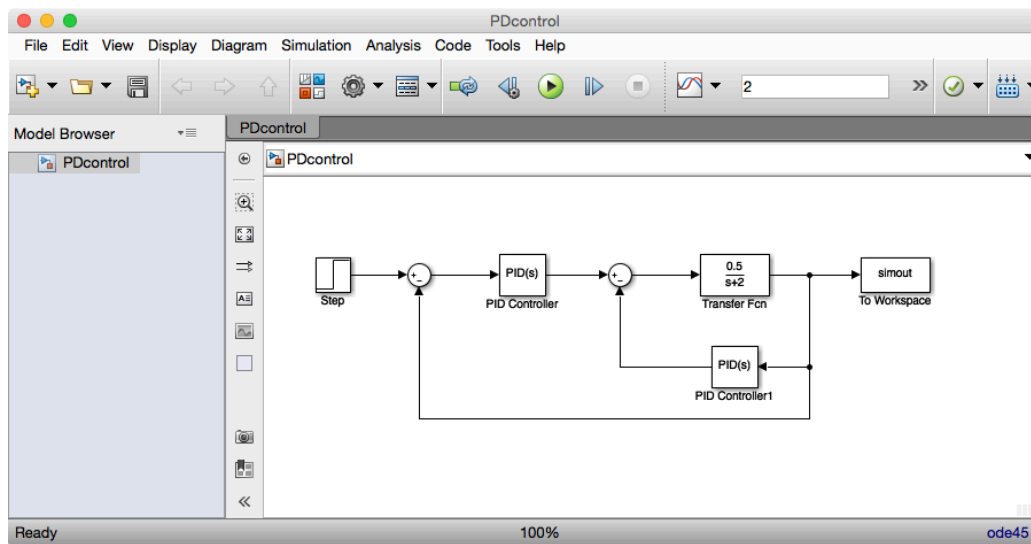 PDcontrol
File Edit View Display Diagram Simulation Analysis Code Tools Help
2
Model Browser
PDcontrol
PDcontrol
PDcontrol
Step
+
-
PID(s)
PID Controller
+
-
0.5
s+2
Transfer Fcn
simout
To Workspace
PID(s)
PID Controller1
Ready 100% ode45